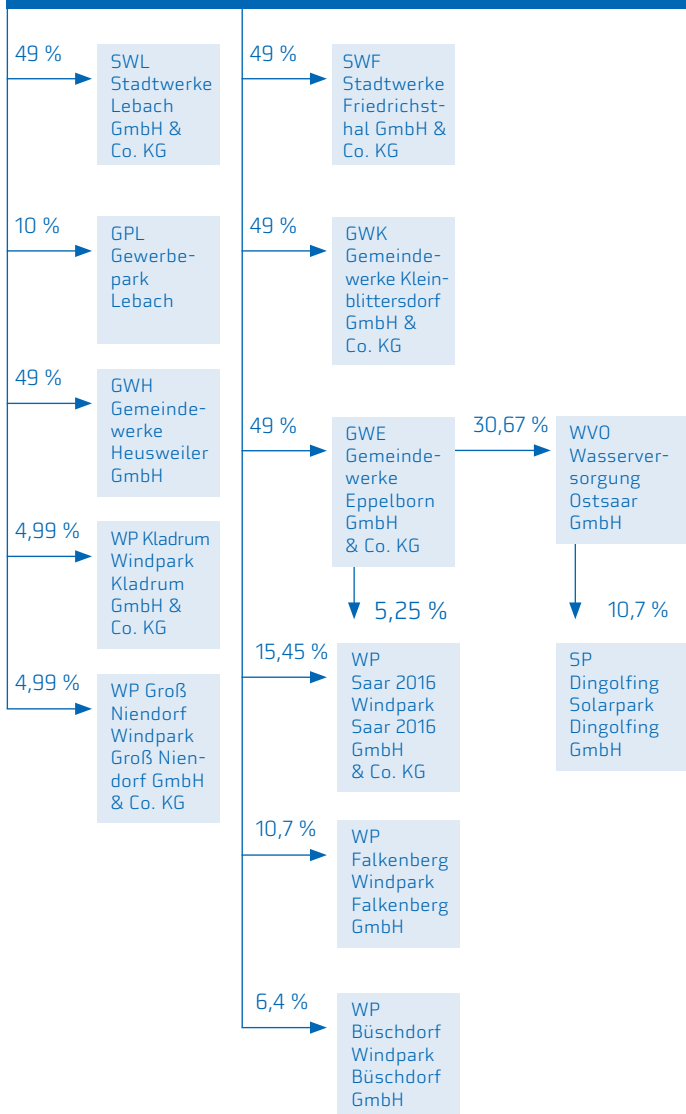 49 %
SWL
Stadtwerke
Lebach
GmbH &
Co. KG
10 %
GPL
Gewerbe-
park
Lebach
49 %
GWH
Gemeinde-
werke
Heusweiler
GmbH
4,99 %
WP Kladrum
Windpark
Kladrum
GmbH &
Co. KG
4,99 %
WP Groß
Niendorf
Windpark
Groß Nien-
dorf GmbH
& Co. KG
49 %
SWF
Stadtwerke
Friedrichst-
hal GmbH &
Co. KG
49 %
GWK
Gemeinde-
werke Klein-
blittersdorf
GmbH &
Co. KG
49 %
GWE
Gemeinde-
werke
Eppelborn
GmbH
& Co. KG
30,67 %
WVO
Wasserver-
sorgung
Ostsaar
GmbH
5,25 %
10,7 %
15,45 %
WP
Saar 2016
Windpark
Saar 2016
GmbH
& Co. KG
SP
Dingolfing
Solarpark
Dingolfing
GmbH
10,7 %
WP
Falkenberg
Windpark
Falkenberg
GmbH
6,4 %
WP
Büschdorf
Windpark
Büschdorf
GmbH